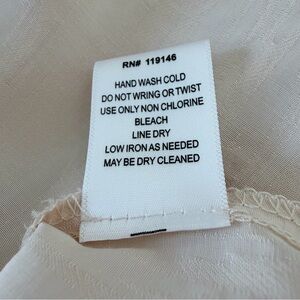 RN# 119146
HAND WASH COLD
DO NOT WRING OR TWIST
USE ONLY NON CHLORINE
BLEACH
LINE DRY
LOW IRON AS NEEDED
MAY BE DRY CLEANED